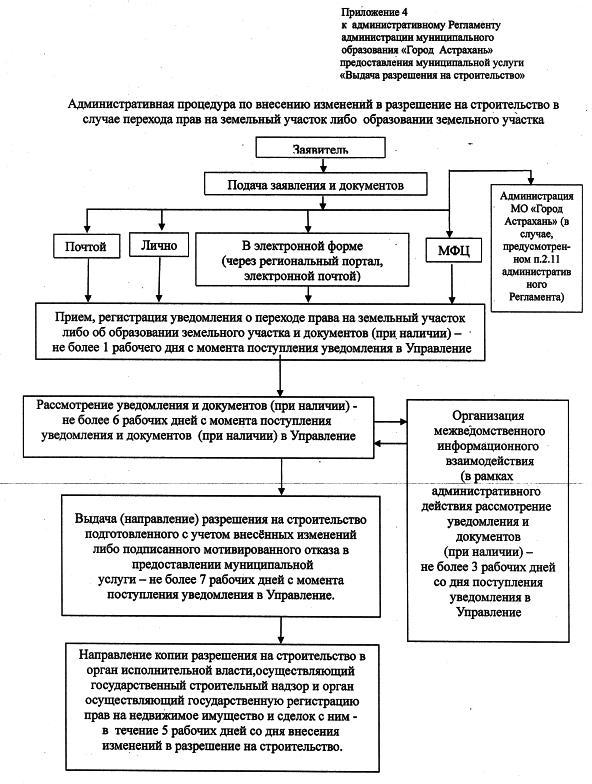 Приложение 4
к административному Регламенту
администрации муниципального
образования «Город Астрахань»
предоставления муниципальной услуги
«Выдача разрешения на строительство»
Административная процедура по внесению изменений в разрешение на строительство в
случае перехода прав на земельный участок либо образовании земельного участка
Заявитель
Подача заявления и документов
Почтой
Лично
В электронной форме
(через региональный портал,
электронной почтой)
МФЦ
Администрация
МО «Город
Астрахань» (в
случае,
предусмотрен-
ном п.2.11
административ
ного
Регламента)
Прием, регистрация уведомления о переходе права на земельный участок
либо об образовании земельного участка и документов (при наличии) –
не более 1 рабочего дня с момента поступления уведомления в Управление
Рассмотрение уведомления и документов (при наличии) -
не более 6 рабочих дней с момента поступления
уведомления и документов (при наличии) в Управление
Организация
межведомственного
информационного
взаимодействия
(в рамках
административного
действия рассмотрение
уведомления и
документов
(при наличии) –
не более 3 рабочих дней
со дня поступления
уведомления в
Управление
Выдача (направление) разрешения на строительство
подготовленного с учетом внесённых изменений
либо подписанного мотивированного отказа в
предоставлении муниципальной
услуги – не более 7 рабочих дней с момента
поступления уведомления в Управление.
Направление копии разрешения на строительство в
орган исполнительной власти,осуществляющий
государственный строительный надзор и орган
осуществляющий государственную регистрацию
прав на недвижимое имущество и сделок с ним -
в течение 5 рабочих дней со дня внесения
изменений в разрешение на строительство.